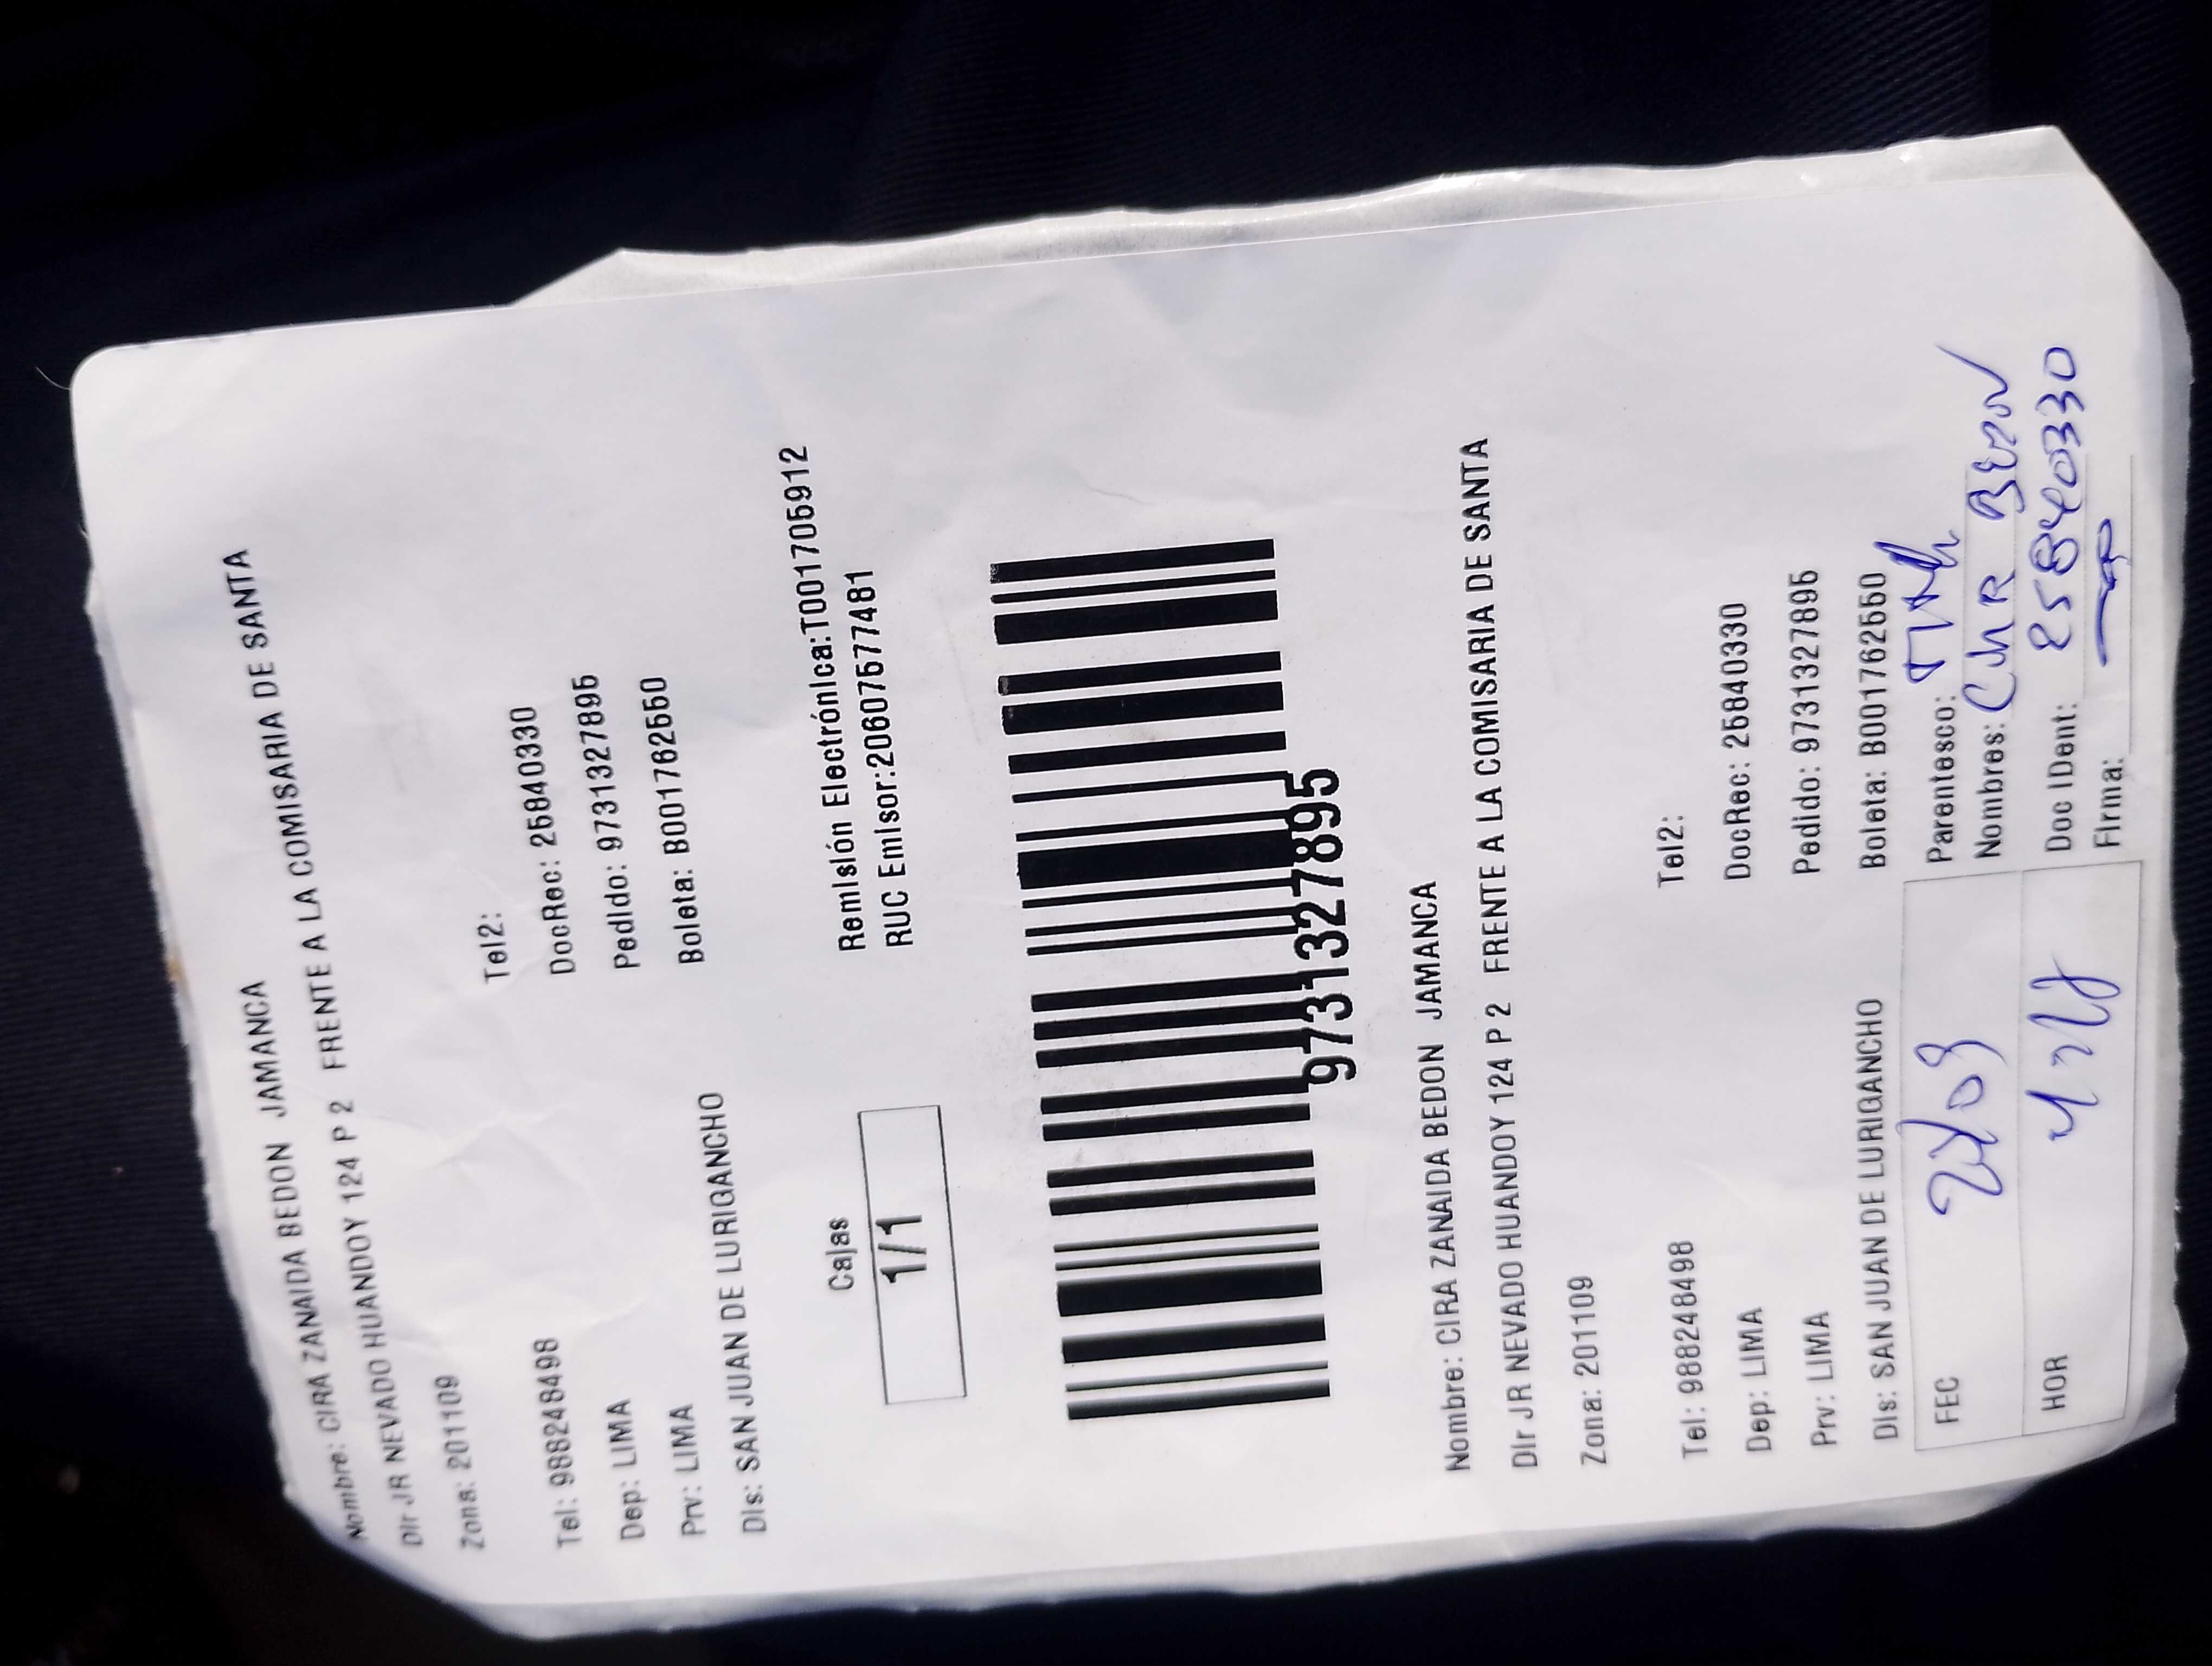 Nombre: CIRA ZANAIDA BEDON JAMANCA
Dir JR NEVADO HUANDOY 124 P 2 FRENTE A LA COMISARIA DE SANTA
Zona: 201109
Tel: 988248498 Tel2:
Dep: LIMA DocRec: 25840330
Prv: LIMA Pedido: 9731327895
Dis: SAN JUAN DE LURIGANCHO Boleta: B001762550
Cajas
1/1
Remisión Electrónica:T001705912
RUC Emisor:20607577481
9731327895
Nombre: CIRA ZANAIDA BEDON JAMANCA
Dir JR NEVADO HUANDOY 124 P 2 FRENTE A LA COMISARIA DE SANTA
Zona: 201109
Tel: 988248498 Tel2:
Dep: LIMA DocRec: 25840330
Prv: LIMA Pedido: 9731327895
Dis: SAN JUAN DE LURIGANCHO Boleta: B001762550
FEC
HOR
Parentesco:
Nombres:
Doc IDent: 25840330
Firma: